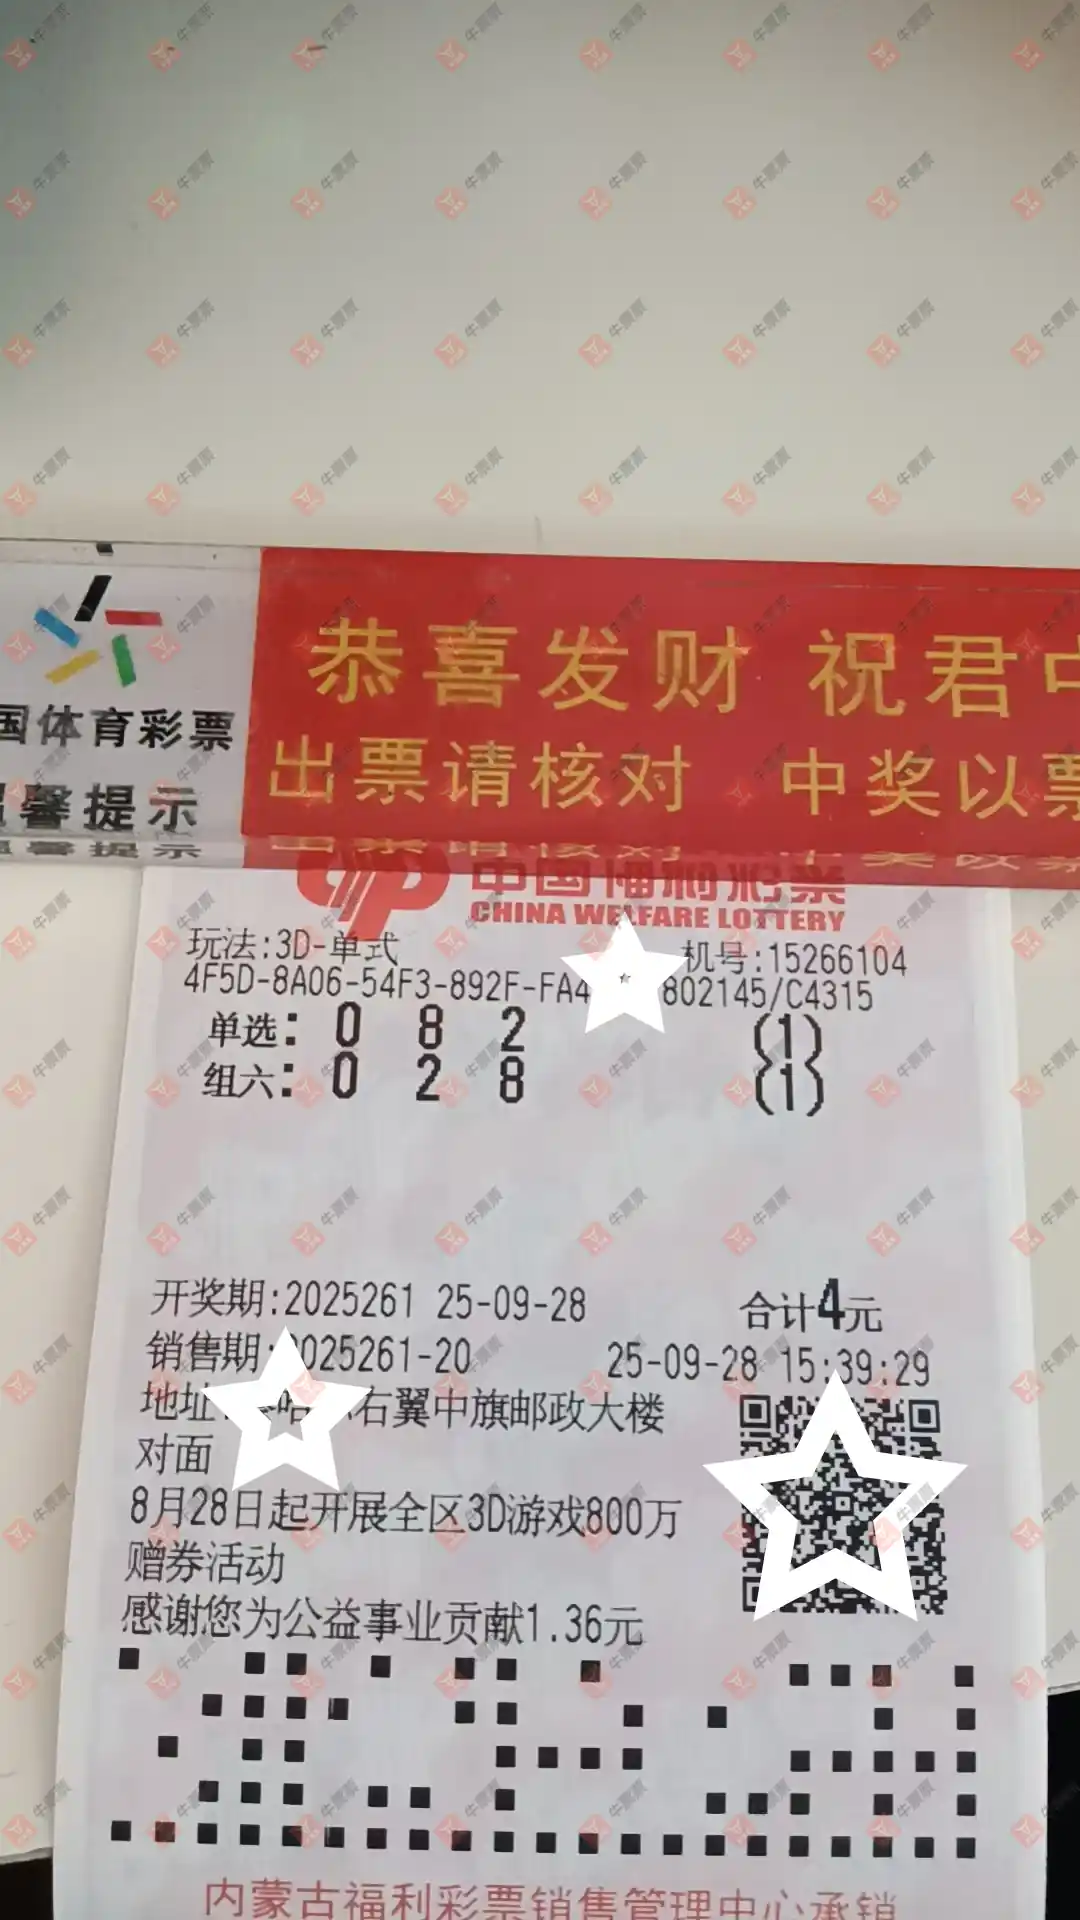 国体育彩票
馨提示
恭喜发财 祝君中
出票请核对 中奖以票
中国福利彩票
CHINA WELFARE LOTTERY
玩法:3D-单式 机号:15266104
4F5D-8A06-54F3-892F-FA4 802145/C4315
单选: 0 8 2 (1)
组六: 0 2 8 (1)
开奖期:2025261 25-09-28 合计4元
销售期:2025261-20 25-09-28 15:39:29
地址 哈 右翼中旗邮政大楼
对面
8月28日起开展全区3D游戏800万
赠券活动
感谢您为公益事业贡献1.36元
内蒙古福利彩票销售管理中心承销
牛票票